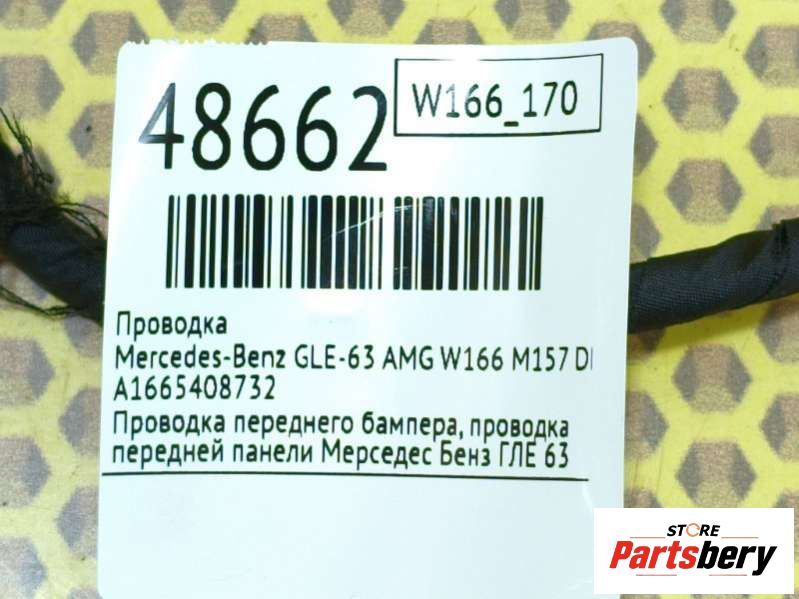 48662
W166_170
Проводка
Mercedes-Benz GLE-63 AMG W166 M157
A1665408732
Проводка переднего бампера, проводка
передней панели Мерседес Бенз ГЛЕ 63
STORE
Partsbery